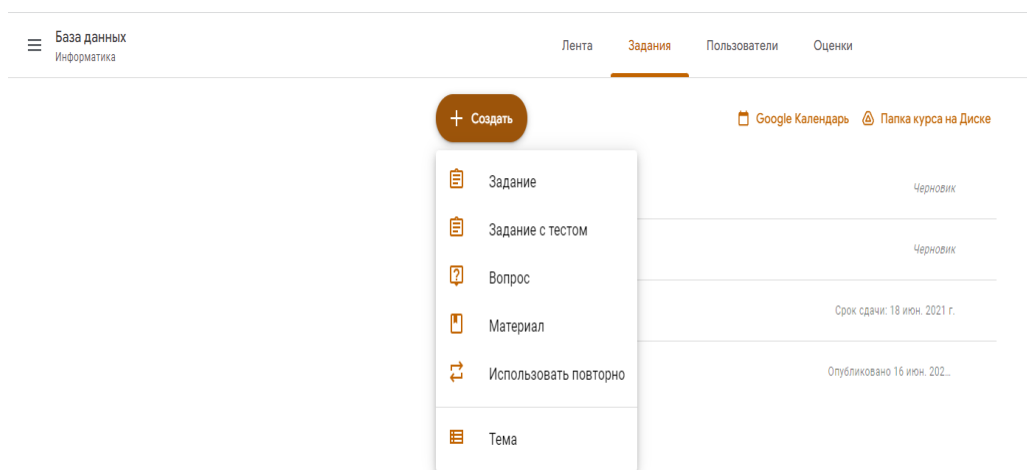 База данных
Информатика
Лента Задания Пользователи Оценки
Создать
Google Календарь Папка курса на Диске
Задание
Черновик
Задание с тестом
Черновик
Вопрос
Срок сдачи: 18 июн. 2021 г.
Материал
Использовать повторно
Опубликовано 16 июн. 202...
Тема